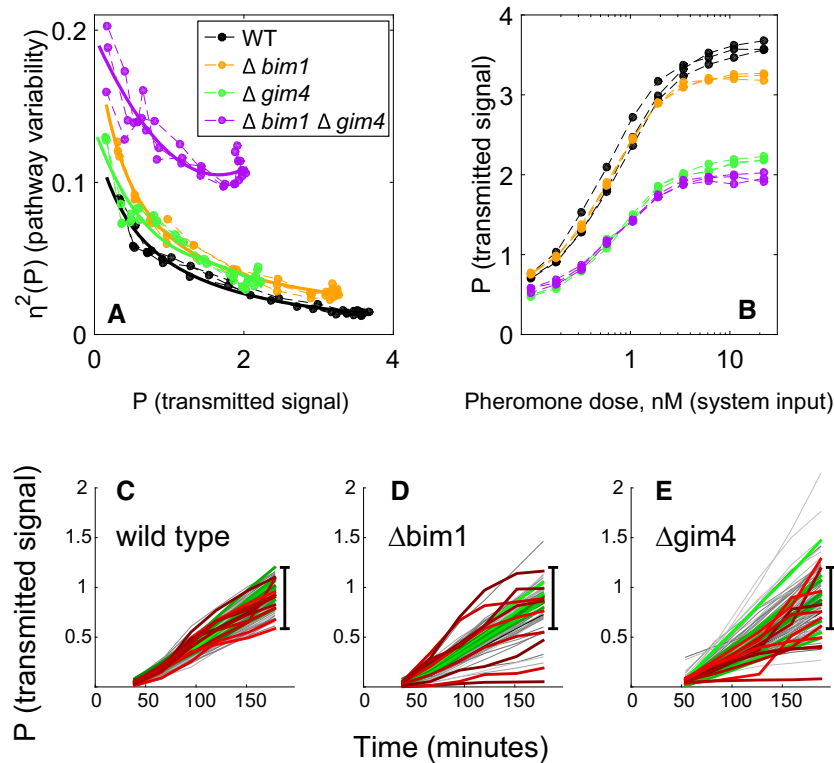 η²(P) (pathway variability)
0.2
0.1
0
A
WT
Δ bim1
Δ gim4
Δ bim1 Δ gim4
0 2 4
P (transmitted signal)
P (transmitted signal)
4
3
2
1
0
B
1 10
Pheromone dose, nM (system input)
P (transmitted signal)
C
wild type
2
1.5
1
0.5
0 50 100 150
D
Δbim1
2
1.5
1
0.5
0 50 100 150
E
Δgim4
2
1.5
1
0.5
0 50 100 150
Time (minutes)